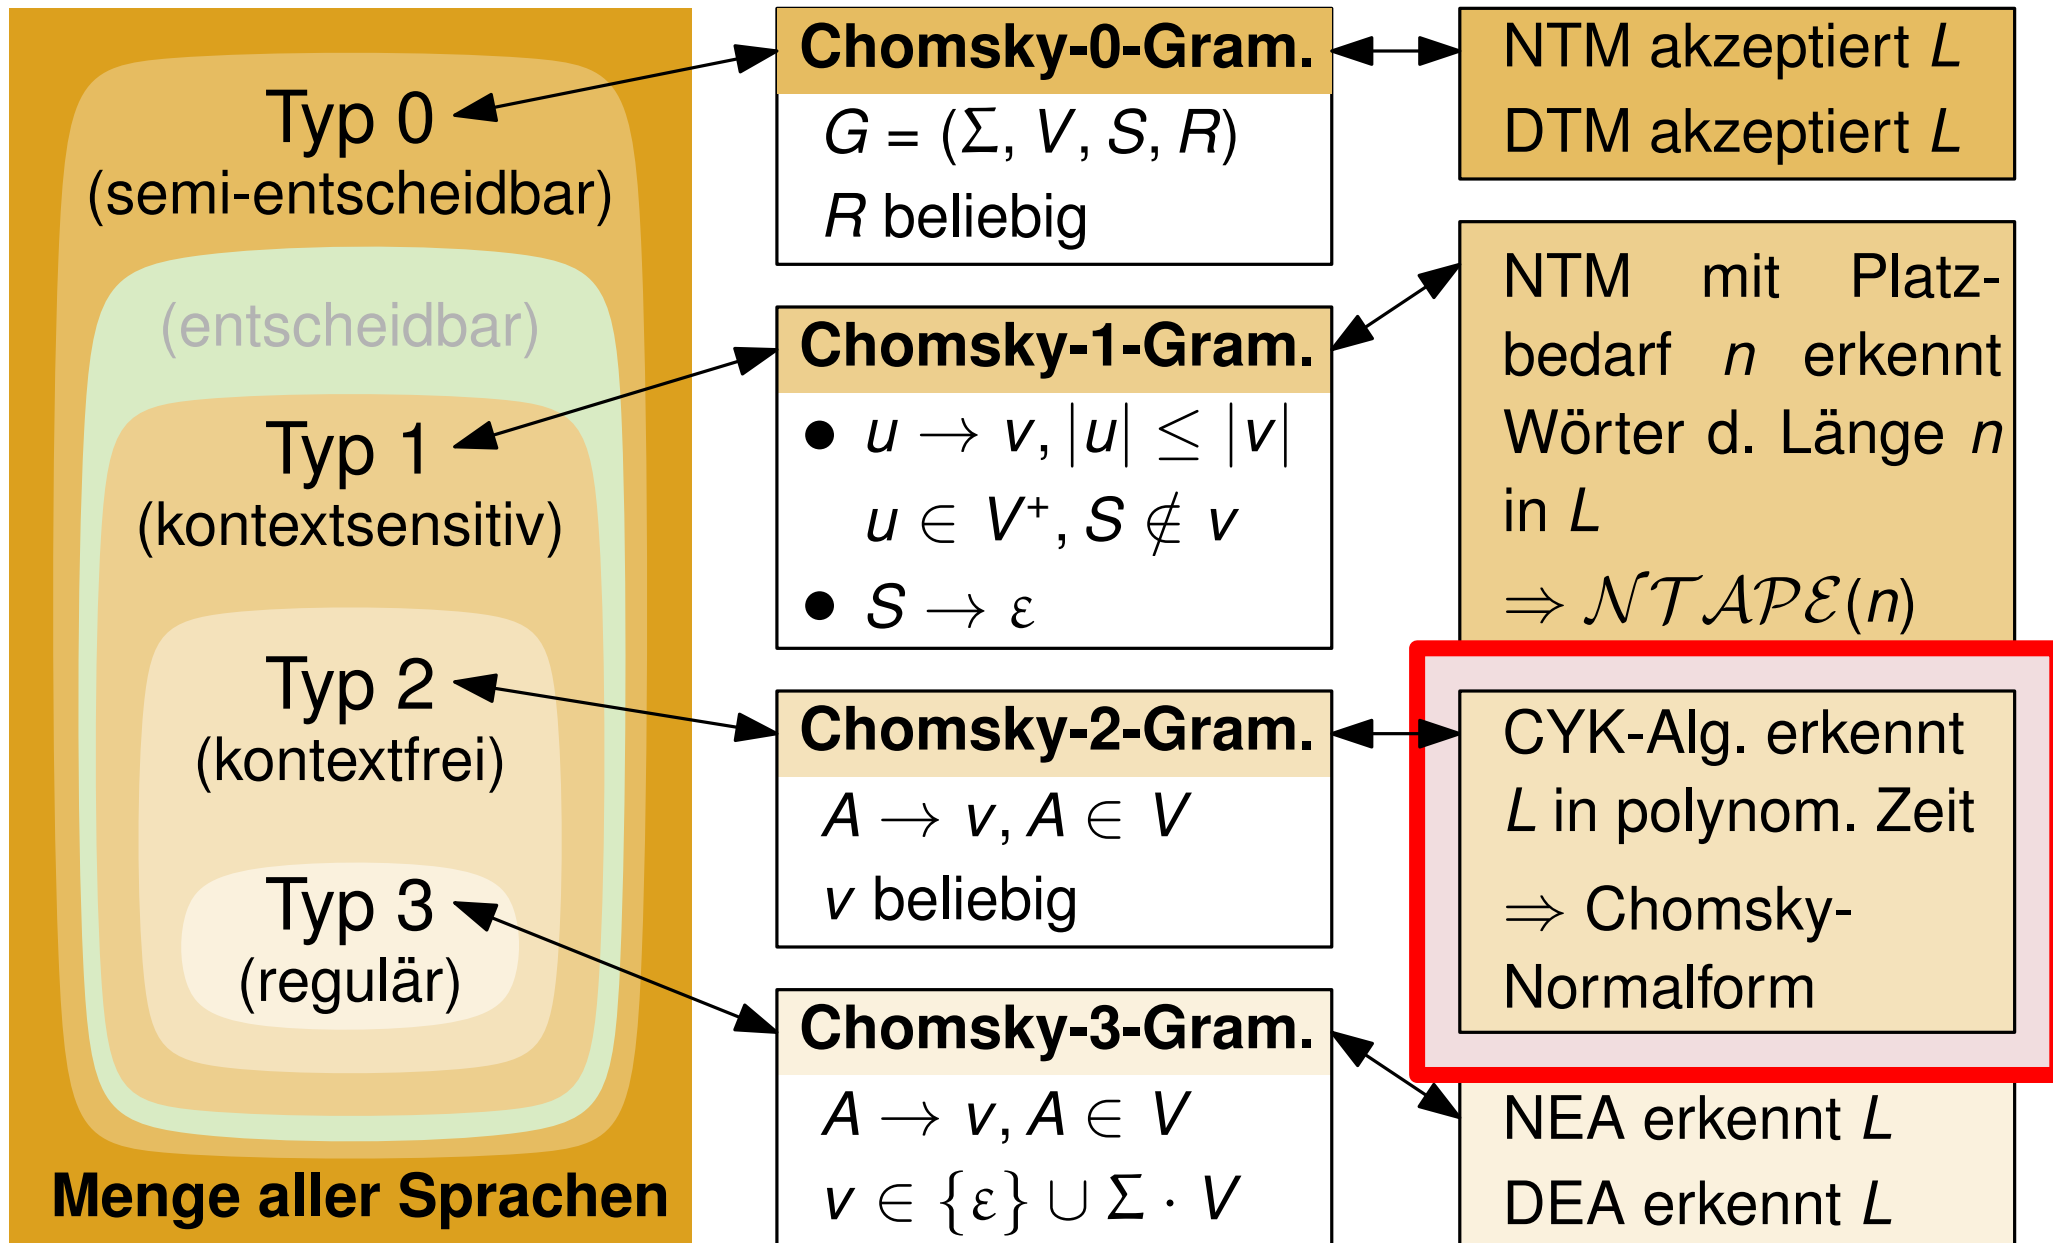 Typ 0
(semi-entscheidbar)
(entscheidbar)
Typ 1
(kontextsensitiv)
Typ 2
(kontextfrei)
Typ 3
(regulär)
Menge aller Sprachen
Chomsky-0-Gram.
G = (Σ, V, S, R)
R beliebig
Chomsky-1-Gram.
● u → v, |u| ≤ |v|
u ∈ V⁺, S ∉ v
● S → ε
Chomsky-2-Gram.
A → v, A ∈ V
v beliebig
Chomsky-3-Gram.
A → v, A ∈ V
v ∈ {ε} ∪ Σ · V
NTM akzeptiert L
DTM akzeptiert L
NTM mit Platz-
bedarf n erkennt
Wörter d. Länge n
in L
⇒ 𝒩𝒯𝒜𝒫ℰ(n)
CYK-Alg. erkennt
L in polynom. Zeit
⇒ Chomsky-
Normalform
NEA erkennt L
DEA erkennt L